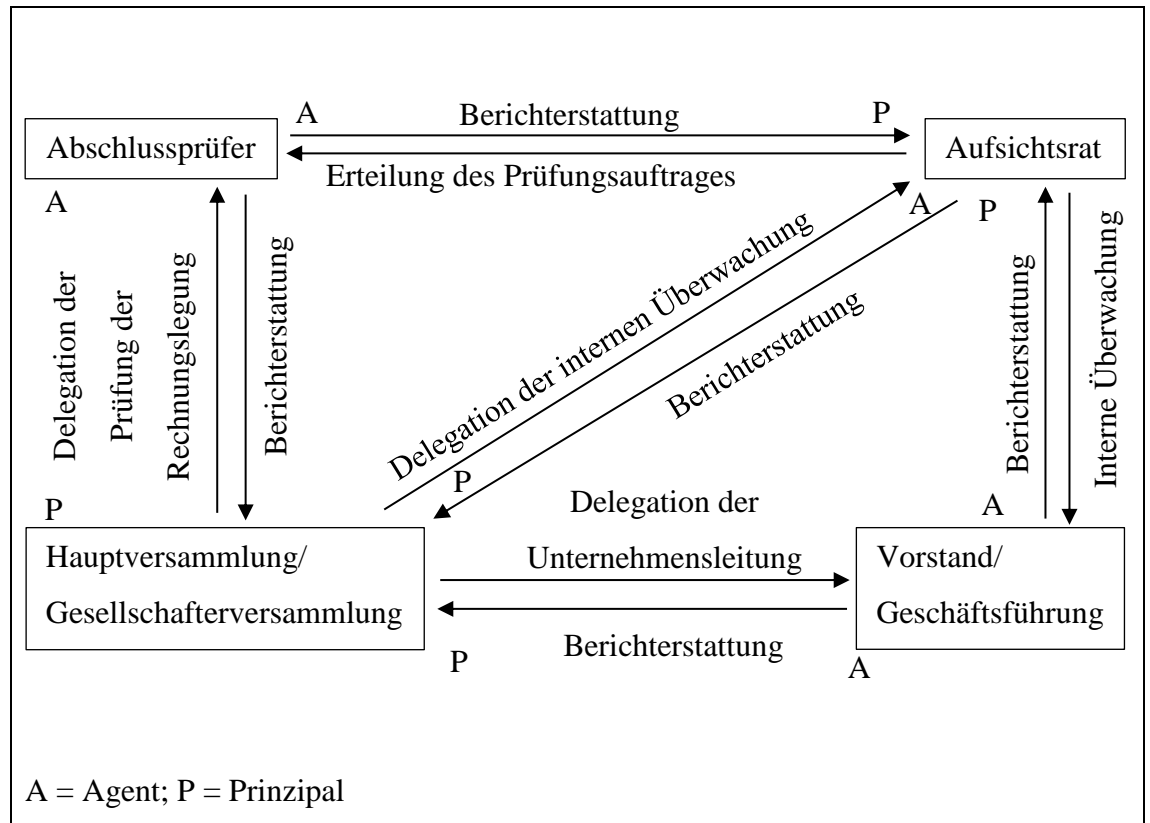 A
Berichterstattung
P
Abschlussprüfer
Aufsichtsrat
Erteilung des Prüfungsauftrages
A
A
P
Delegation der
Prüfung der
Rechnungslegung
Berichterstattung
Delegation der internen Überwachung
Berichterstattung
Berichterstattung
Interne Überwachung
P
P
Delegation der
A
Hauptversammlung/
Gesellschafterversammlung
Unternehmensleitung
Vorstand/
Geschäftsführung
Berichterstattung
P
A
A = Agent; P = Prinzipal